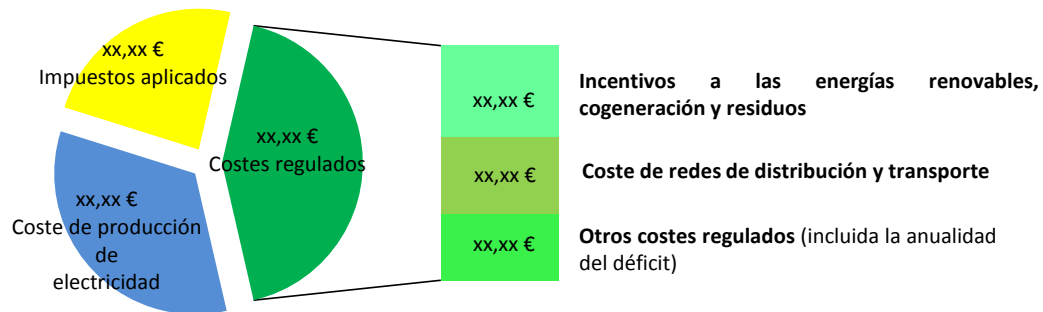 xx,xx €
Impuestos aplicados
xx,xx €
Costes regulados
xx,xx €
Coste de producción
de
electricidad
xx,xx €
Incentivos a las energías renovables,
cogeneración y residuos
xx,xx €
Coste de redes de distribución y transporte
xx,xx €
Otros costes regulados (incluida la anualidad
del déficit)